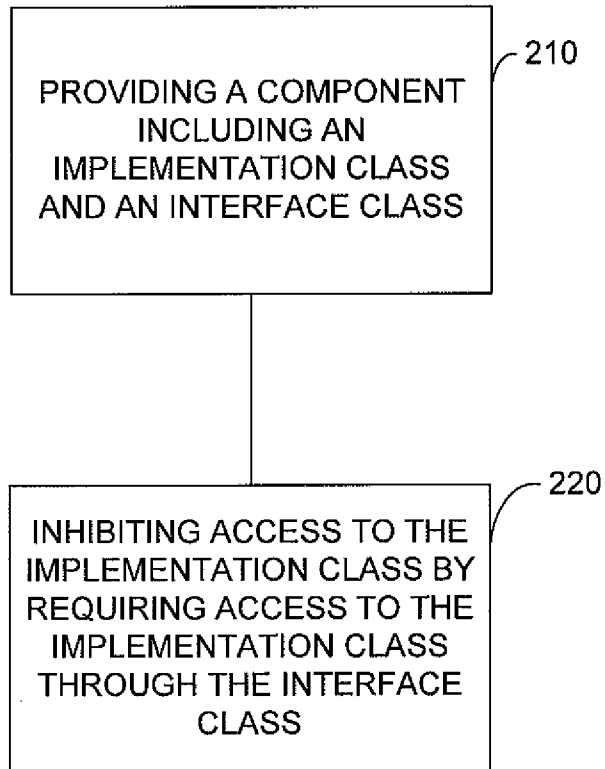 210
PROVIDING A COMPONENT
INCLUDING AN
IMPLEMENTATION CLASS
AND AN INTERFACE CLASS
220
INHIBITING ACCESS TO THE
IMPLEMENTATION CLASS BY
REQUIRING ACCESS TO THE
IMPLEMENTATION CLASS
THROUGH THE INTERFACE
CLASS